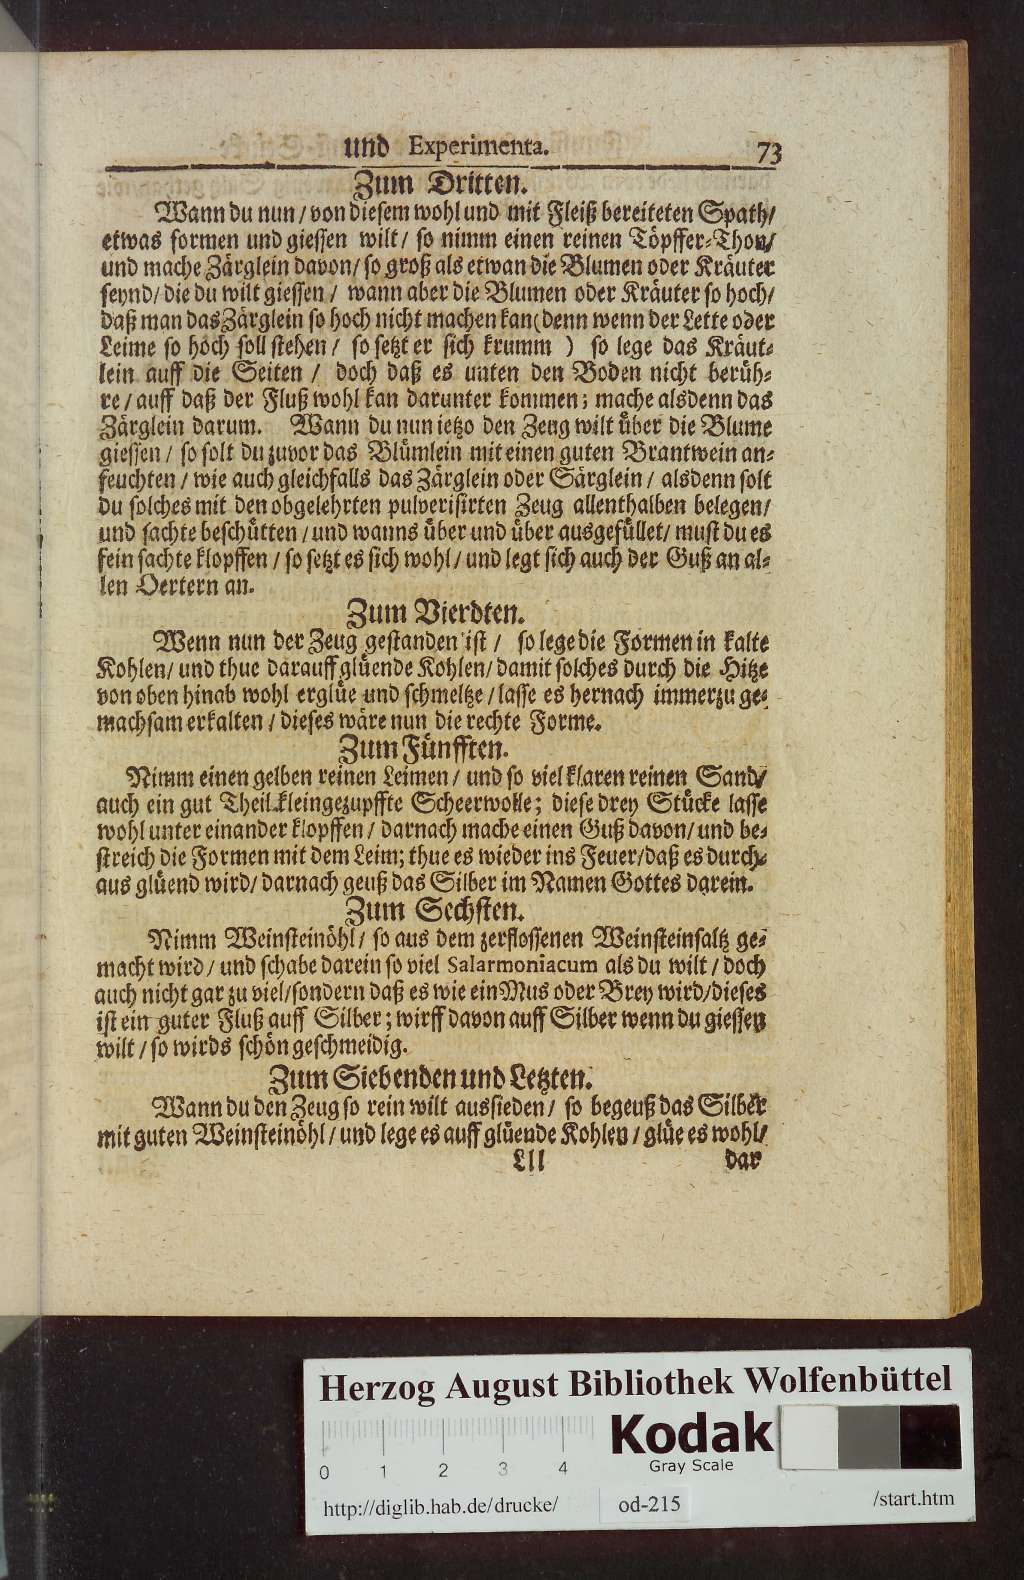 und Experimenta. 73
Zum Dritten.
Wann du nun / von diesem wohl und mit Fleiß bereiteten Spath /
etwas formen und giessen wilt / so nimm einen reinen Töpffer-Thon /
und mache Zärglein davon / so groß als etwan die Blumen oder Kräuter
seynd / die du wilt giessen / wann aber die Blumen oder Kräuter so hoch /
daß man das Zärglein so hoch nicht machen kan (denn wenn der Lette oder
Leime so hoch soll stehen / so setzt er sich krumm ) so lege das Kräut-
lein auff die Seiten / doch daß es unten den Boden nicht berüh-
re / auff daß der Fluß wohl kan darunter kommen; mache alsdenn das
Zärglein darum. Wann du nun ietzo den Zeug wilt über die Blume
giessen / so solt du zuvor das Blümlein mit einen guten Brantwein an-
feuchten / wie auch gleichfalls das Zärglein oder Särglein / alsdenn solt
du solches mit den obgelehrten pulverisirten Zeug allenthalben belegen /
und sachte beschütten / und wanns über und über ausgefüllet / must du es
fein sachte klopffen / so setzt es sich wohl / und legt sich auch der Guß an al-
len Oertern an.
Zum Vierdten.
Wenn nun der Zeug gestanden ist / so lege die Formen in kalte
Kohlen / und thue darauff glüende Kohlen / damit solches durch die Hitze
von oben hinab wohl erglüe und schmeltze / lasse es hernach immerzu ge-
machsam erkalten / dieses wäre nun die rechte Forme.
Zum Fünfften.
Nimm einen gelben reinen Leimen / und so viel klaren reinen Sand /
auch ein gut Theil kleingezupffte Scheerwolle; diese drey Stücke lasse
wohl unter einander klopffen / darnach mache einen Guß davon / und be-
streich die Formen mit dem Leim; thue es wieder ins Feuer / daß es durch-
aus glüend wird / darnach geuß das Silber im Namen Gottes darein.
Zum Sechsten.
Nimm Weinsteinöhl / so aus dem zerflossenen Weinsteinsaltz ge-
macht wird / und schabe darein so viel Salarmoniacum als du wilt / doch
auch nicht gar zu viel / sondern daß es wie ein Mus oder Brey wird / dieses
ist ein guter Fluß auff Silber; wirff davon auff Silber wenn du giessen
wilt / so wirds schön geschmeidig.
Zum Siebenden und Letzten.
Wann du den Zeug so rein wilt aussieden / so begeuß das Silber
mit guten Weinsteinöhl / und lege es auff glüende Kohlen / glüe es wohl /
Lll dar
Herzog August Bibliothek Wolfenbüttel
Kodak
Gray Scale
0 1 2 3 4
http://diglib.hab.de/drucke/ od-215 /start.htm